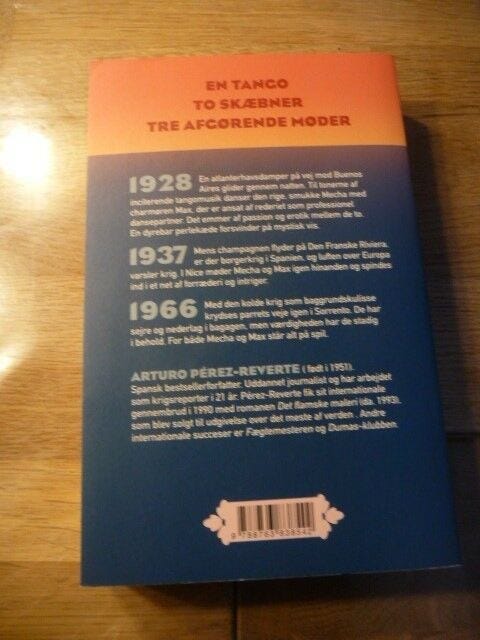 EN TANGO
TO SKÆBNER
TRE AFGØRENDE MØDER
1928 En atlanterhavsdamper på vej mod Buenos
Aires glider gennem natten. Til tonerne af
inciterende tangomusik danser den rige, smukke Mecha med
charmøren Max, der er ansat af rederiet som professionel
dansepartner. Det emmer af passion og erotik mellem de to.
En dyrebar perlekæde forsvinder på mystisk vis.
1937 Mens champagnen flyder på Den Franske Riviera,
er der borgerkrig i Spanien, og luften over Europa
varsler krig. I Nice møder Mecha og Max igen hinanden og spindes
ind i et net af forræderi og intriger.
1966 Med den kolde krig som baggrundskulisse
krydses parrets veje igen i Sorrento. De har
sejre og nederlag i bagagen, men værdigheden har de stadig
i behold. For både Mecha og Max står alt på spil.
ARTURO PÉREZ-REVERTE (født i 1951).
Spansk bestsellerforfatter. Uddannet journalist og har arbejdet
som krigsreporter i 21 år. Pérez-Reverte fik sit internationale
gennembrud i 1990 med romanen Det flamske maleri (da. 1993),
som blev solgt til udgivelse over det meste af verden. Andre
internationale succeser er Fægtemesteren og Dumas-klubben.
9 788763 838542